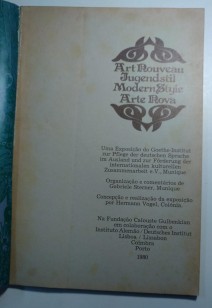 Art Nouveau
Jugendstil
Modern Style
Arte Nova
Uma Exposição do Goethe-Institut
zur Pflege der deutschen Sprache
im Ausland und zur Förderung der
internationalen kulturellen
Zusammenarbeit e.V., Munique
Organização e comentários de
Gabriele Sterner, Munique
Concepção e realização da exposição
por Hermann Vogel, Colónia
Na Fundação Calouste Gulbenkian
em colaboração com o
Instituto Alemão / Deutsches Institut
Lisboa / London
Coimbra
Porto
1980